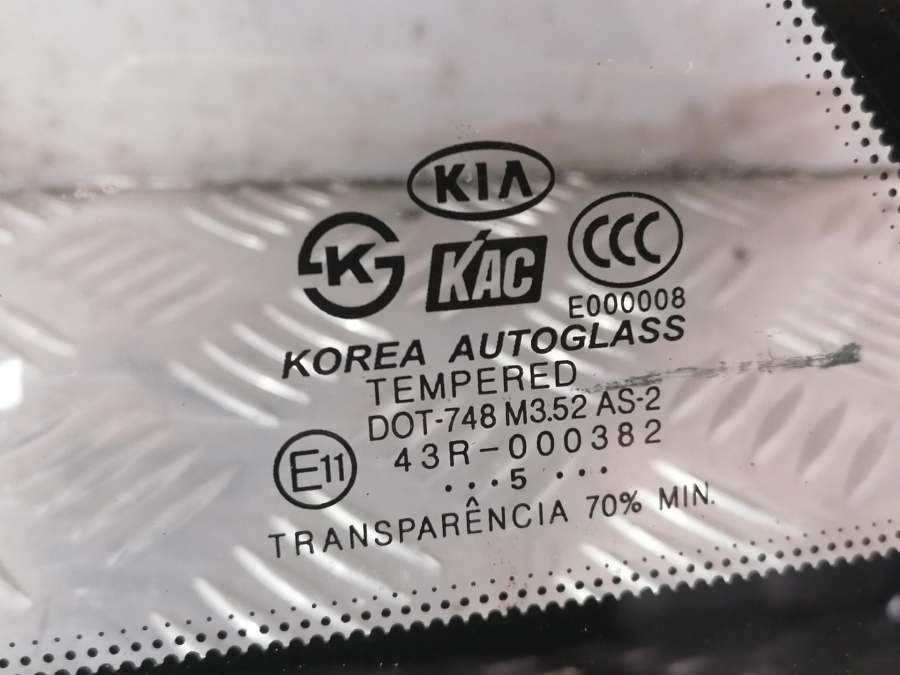 KIA
K
KAC
CCC
E000008
KOREA AUTOGLASS
TEMPERED
DOT-748 M3.52 AS-2
E11
43R-000382
...5 ...
TRANSPARÊNCIA 70% MIN.